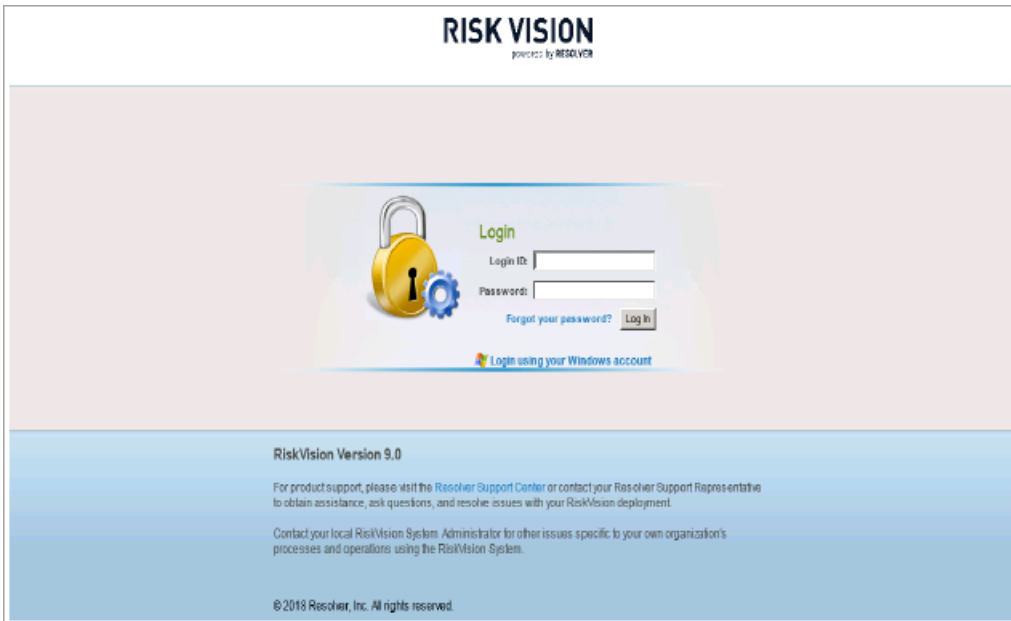 RISK VISION
powered by RESOLVER
Login
Login ID:
Password:
Forgot your password? Log In
Login using your Windows account
RiskVision Version 9.0
For product support, please visit the Resolver Support Center or contact your Resolver Support Representative
to obtain assistance, ask questions, and resolve issues with your RiskVision deployment.
Contact your local RiskVision System Administrator for other issues specific to your own organization's
processes and operations using the RiskVision System.
© 2018 Resolver, Inc. All rights reserved.